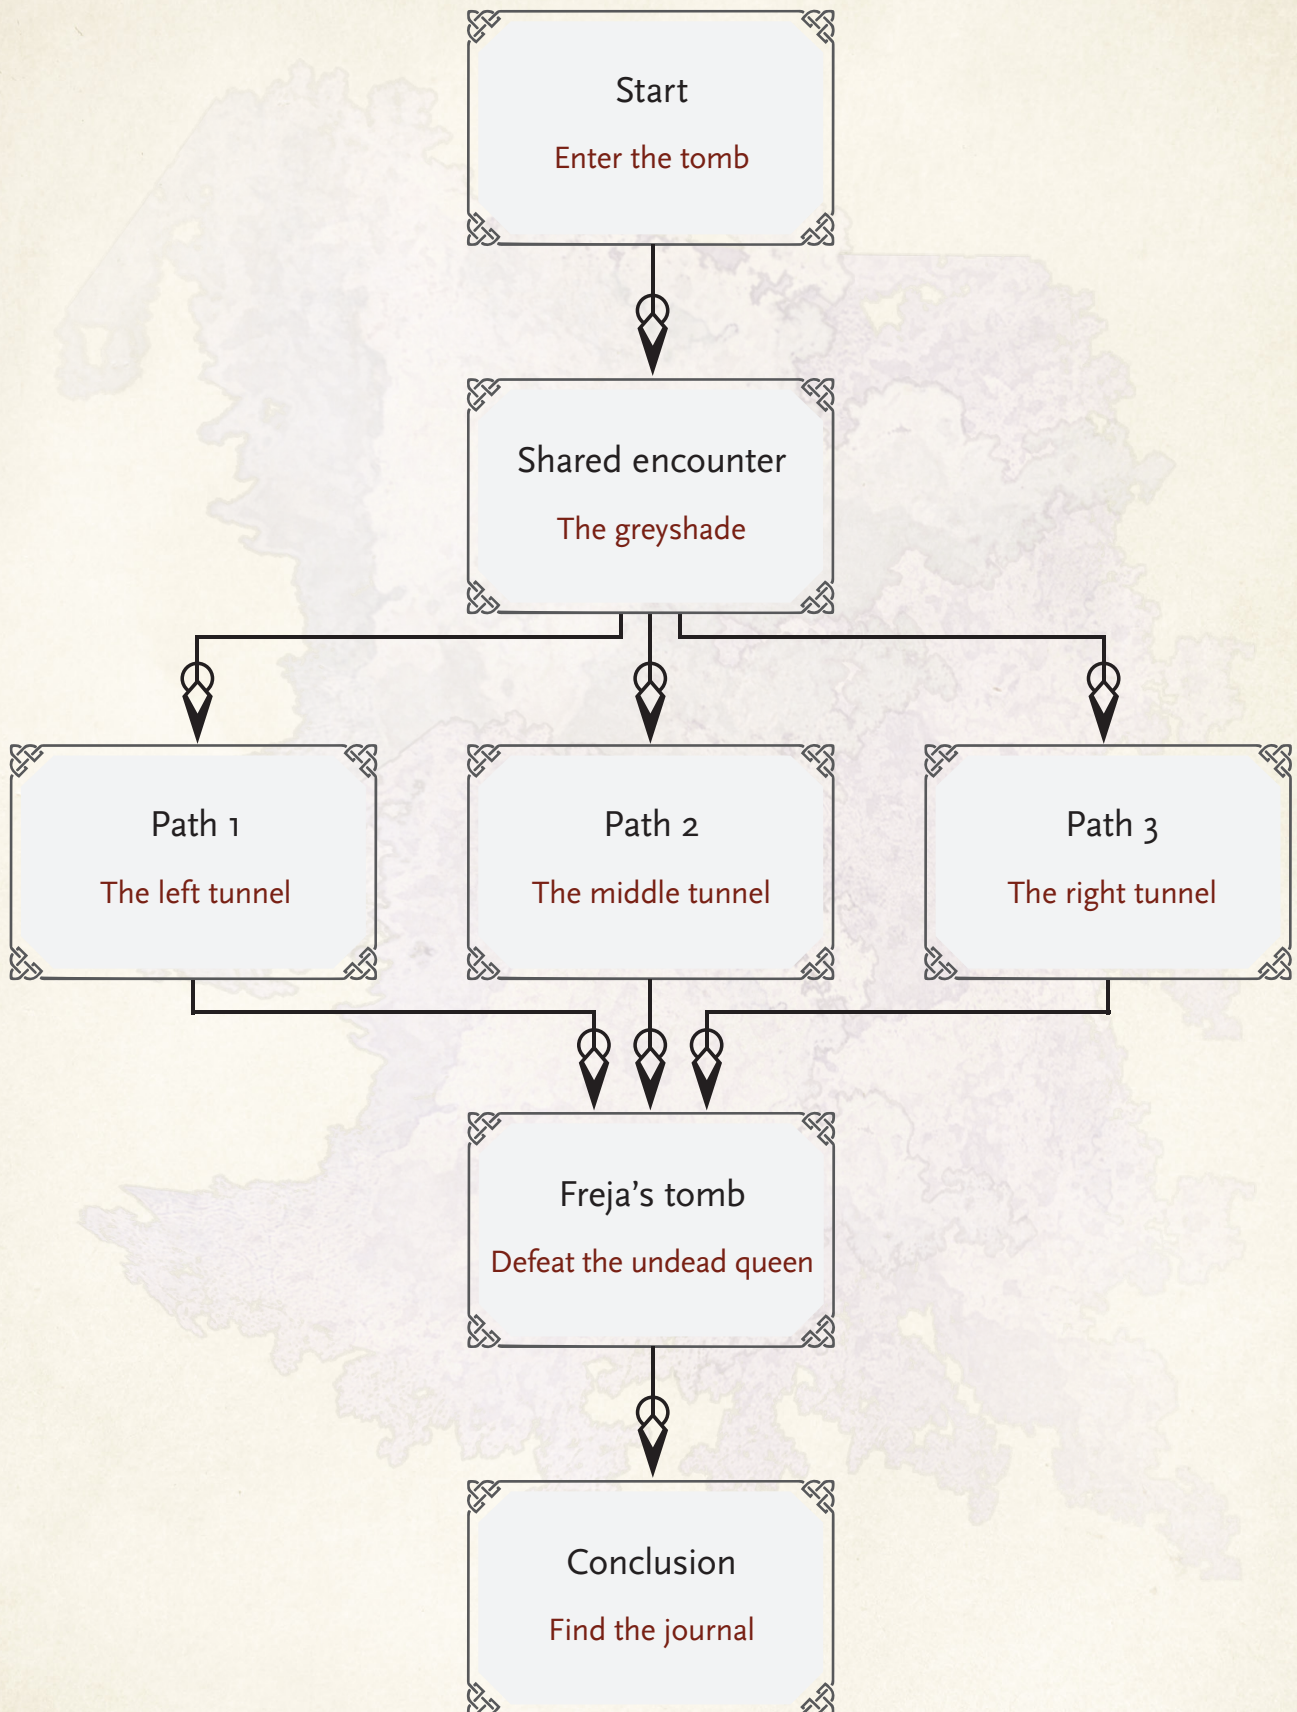 Start
Enter the tomb
Shared encounter
The greyshade
Path 1
The left tunnel
Path 2
The middle tunnel
Path 3
The right tunnel
Freja’s tomb
Defeat the undead queen
Conclusion
Find the journal